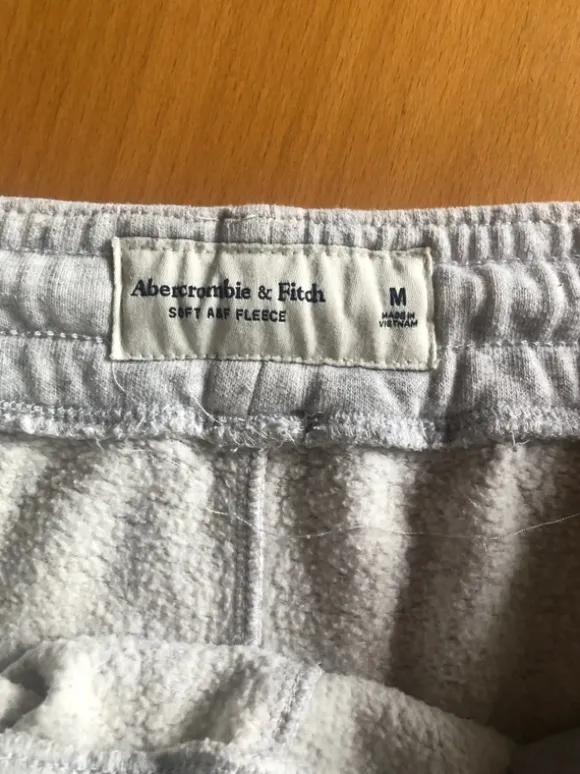 Abercrombie & Fitch
SOFT A&F FLEECE
M
MADE IN
VIETNAM